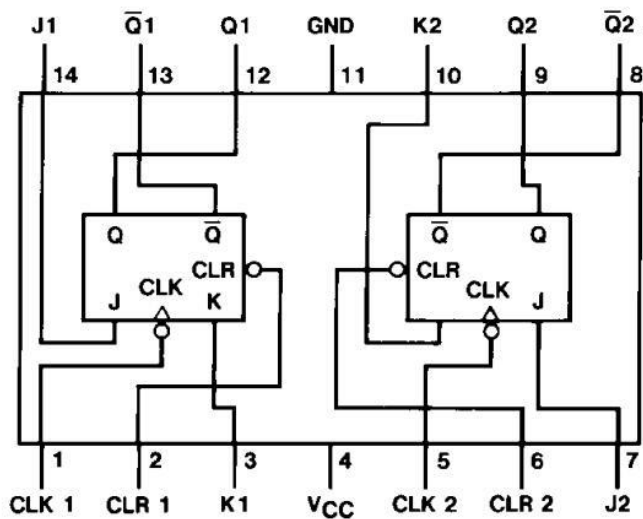 J1 Q̅1 Q1 GND K2 Q2 Q̅2
14 13 12 11 10 9 8
Q Q̅ Q̅ Q
CLR CLR
CLK CLK
J K J
1 2 3 4 5 6 7
CLK 1 CLR 1 K1 VCC CLK 2 CLR 2 J2